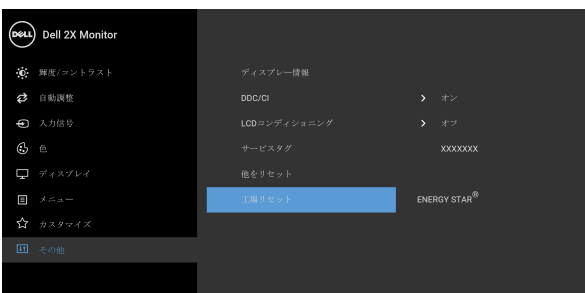 DELL Dell 2X Monitor
輝度/コントラスト
自動調整
入力信号
色
ディスプレイ
メニュー
カスタマイズ
その他
ディスプレー情報
DDC/CI オン
LCDコンディショニング オフ
サービスタグ XXXXXXX
他をリセット
工場リセット ENERGY STAR®